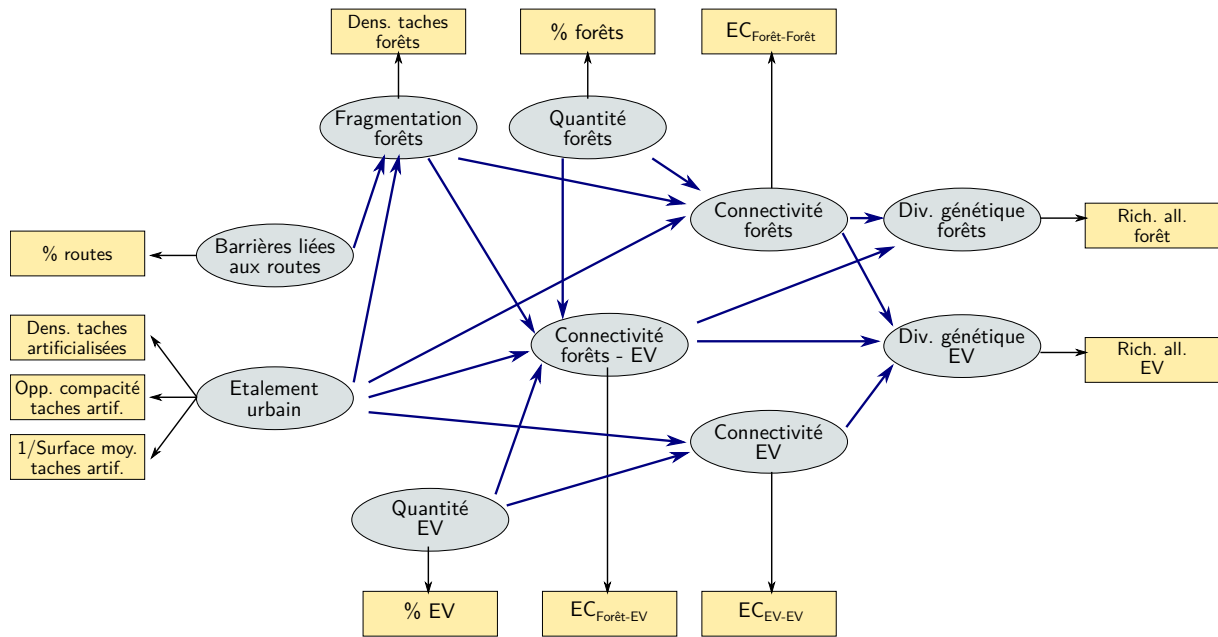 Dens. taches
forêts
% forêts
EC Forêt-Forêt
Fragmentation
forêts
Quantité
forêts
Connectivité
forêts
Div. génétique
forêts
Rich. all.
forêt
% routes
Barrières liées
aux routes
Dens. taches
artificialisées
Opp. compacité
taches artif.
1/Surface moy.
taches artif.
Etalement
urbain
Connectivité
forêts - EV
Div. génétique
EV
Rich. all.
EV
Connectivité
EV
Quantité
EV
% EV
EC Forêt-EV
EC EV-EV